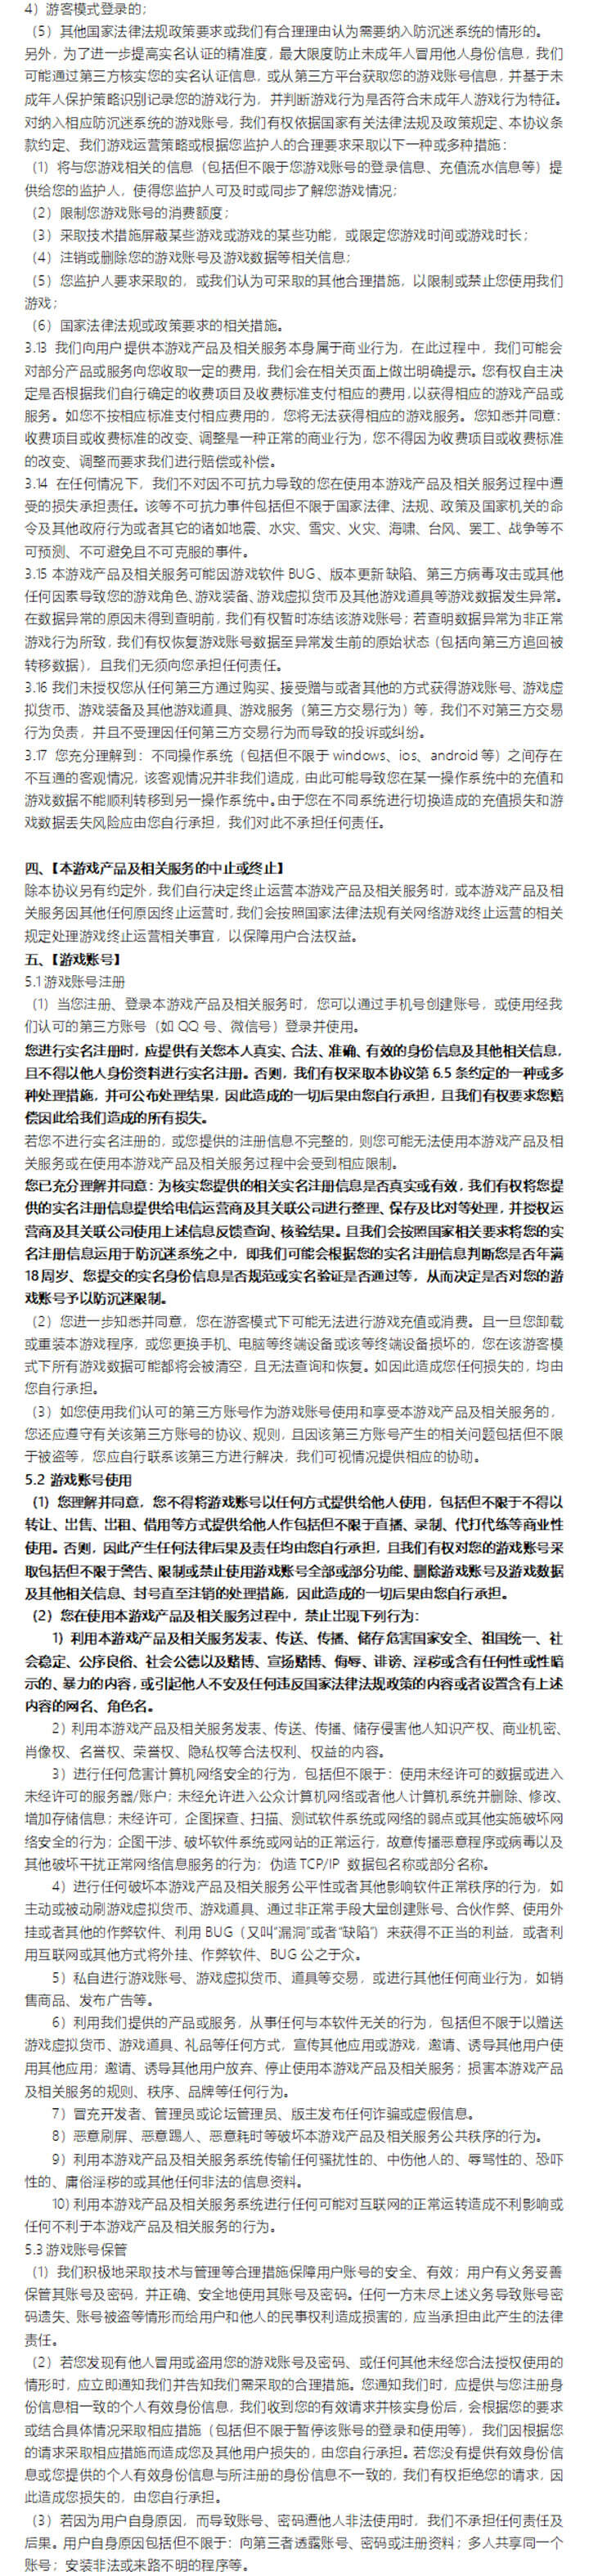 4）游客模式登录的；
（5）其他国家法律法规政策要求或我们有合理理由认为需要纳入防沉迷系统的情形的。
另外，为了进一步提高实名认证的精准度，最大限度防止未成年人冒用他人身份信息，我们
可能通过第三方核实您的实名认证信息，或从第三方平台获取您的游戏账号信息，并基于未
成年人保护策略识别记录您的游戏行为，并判断游戏行为是否符合未成年人游戏行为特征。
对纳入相应防沉迷系统的游戏账号，我们有权依据国家有关法律法规及政策规定、本协议条
款约定、我们游戏运营策略或根据您监护人的合理要求采取以下一种或多种措施：
（1）将与您游戏相关的信息（包括但不限于您游戏账号的登录信息、充值流水信息等）提
供给您的监护人，使得您监护人可及时或同步了解您游戏情况；
（2）限制您游戏账号的消费额度；
（3）采取技术措施屏蔽某些游戏或游戏的某些功能，或限定您游戏时间或游戏时长；
（4）注销或删除您的游戏账号及游戏数据等相关信息；
（5）您监护人要求采取的，或我们认为可采取的其他合理措施，以限制或禁止您使用我们
游戏；
（6）国家法律法规或政策要求的相关措施。
3.13 我们向用户提供本游戏产品及相关服务本身属于商业行为，在此过程中，我们可能会
对部分产品或服务向您收取一定的费用，我们会在相关页面上做出明确提示。您有权自主决
定是否根据我们自行确定的收费项目及收费标准支付相应的费用，以获得相应的游戏产品或
服务。如您不按相应标准支付相应费用的，您将无法获得相应的游戏服务。您知悉并同意：
收费项目或收费标准的改变、调整是一种正常的商业行为，您不得因为收费项目或收费标准
的改变、调整而要求我们进行赔偿或补偿。
3.14 在任何情况下，我们不对因不可抗力导致的您在使用本游戏产品及相关服务过程中遭
受的损失承担责任。该等不可抗力事件包括但不限于国家法律、法规、政策及国家机关的命
令及其他政府行为或者其它的诸如地震、水灾、雪灾、火灾、海啸、台风、罢工、战争等不
可预测、不可避免且不可克服的事件。
3.15 本游戏产品及相关服务可能因游戏软件BUG、版本更新缺陷、第三方病毒攻击或其他
任何因素导致您的游戏角色、游戏装备、游戏虚拟货币及其他游戏道具等游戏数据发生异常。
在数据异常的原因未得到查明前，我们有权暂时冻结该游戏账号；若查明数据异常为非正常
游戏行为所致，我们有权恢复游戏账号数据至异常发生前的原始状态（包括向第三方追回被
转移数据），且我们无须向您承担任何责任。
3.16 我们未授权您从任何第三方通过购买、接受赠与或者其他的方式获得游戏账号、游戏虚
拟货币、游戏装备及其他游戏道具、游戏服务（第三方交易行为）等，我们不对第三方交易
行为负责，并且不受理因任何第三方交易行为而导致的投诉或纠纷。
3.17 您充分理解到：不同操作系统（包括但不限于windows、ios、android等）之间存在
不互通的客观情况，该客观情况并非我们造成，由此可能导致您在某一操作系统中的充值和
游戏数据不能顺利转移到另一操作系统中。由于您在不同系统进行切换造成的充值损失和游
戏数据丢失风险应由您自行承担，我们对此不承担任何责任。
四、【本游戏产品及相关服务的中止或终止】
除本协议另有约定外，我们自行决定终止运营本游戏产品及相关服务时，或本游戏产品及相
关服务因其他任何原因终止运营时，我们会按照国家法律法规有关网络游戏终止运营的相关
规定处理游戏终止运营相关事宜，以保障用户合法权益。
五、【游戏账号】
5.1游戏账号注册
（1）当您注册、登录本游戏产品及相关服务时，您可以通过手机号创建账号，或使用经我
们认可的第三方账号（如QQ号、微信号）登录并使用。
您进行实名注册时，应提供有关您本人真实、合法、准确、有效的身份信息及其他相关信息，
且不得以他人身份资料进行实名注册。否则，我们有权采取本协议第6.5条约定的一种或多
种处理措施，并可公布处理结果，因此造成的一切后果由您自行承担，且我们有权要求您赔
偿因此给我们造成的所有损失。
若您不进行实名注册的，或您提供的注册信息不完整的，则您可能无法使用本游戏产品及相
关服务或在使用本游戏产品及相关服务过程中会受到相应限制。
您已充分理解并同意：为核实您提供的相关实名注册信息是否真实或有效，我们有权将您提
供的实名注册信息提供给电信运营商及其关联公司进行整理、保存及比对等处理，并授权运
营商及其关联公司使用上述信息反馈查询、核验结果。且我们会按照国家相关要求将您的实
名注册信息运用于防沉迷系统之中，即我们可能会根据您的实名注册信息判断您是否年满
18周岁、您提交的实名身份信息是否规范或实名验证是否通过等，从而决定是否对您的游
戏账号予以防沉迷限制。
（2）您进一步知悉并同意，您在游客模式下可能无法进行游戏充值或消费。且一旦您卸载
或重装本游戏程序，或您更换手机、电脑等终端设备或该等终端设备损坏的，您在该游客模
式下所有游戏数据可能都将会被清空，且无法查询和恢复。如因此造成您任何损失的，均由
您自行承担。
（3）如您使用我们认可的第三方账号作为游戏账号使用和享受本游戏产品及相关服务的，
您还应遵守有关该第三方账号的协议、规则，且因该第三方账号产生的相关问题包括但不限
于被盗等，您应自行联系该第三方进行解决，我们可视情况提供相应的协助。
5.2 游戏账号使用
（1）您理解并同意，您不得将游戏账号以任何方式提供给他人使用，包括但不限于不得以
转让、出售、出租、借用等方式提供给他人作包括但不限于直播、录制、代打代练等商业性
使用。否则，因此产生任何法律后果及责任均由您自行承担，且我们有权对您的游戏账号采
取包括但不限于警告、限制或禁止使用游戏账号全部或部分功能、删除游戏账号及游戏数据
及其他相关信息、封号直至注销的处理措施，因此造成的一切后果由您自行承担。
（2）您在使用本游戏产品及相关服务过程中，禁止出现下列行为：
1）利用本游戏产品及相关服务发表、传送、传播、储存危害国家安全、祖国统一、社
会稳定、公序良俗、社会公德以及赌博、宣扬赌博、侮辱、诽谤、淫秽或含有任何性或性暗
示的、暴力的内容，或引起他人不安及任何违反国家法律法规政策的内容或者设置含有上述
内容的网名、角色名。
2）利用本游戏产品及相关服务发表、传送、传播、储存侵害他人知识产权、商业机密、
肖像权、名誉权、荣誉权、隐私权等合法权利、权益的内容。
3）进行任何危害计算机网络安全的行为，包括但不限于：使用未经许可的数据或进入
未经许可的服务器/账户；未经允许进入公众计算机网络或者他人计算机系统并删除、修改、
增加存储信息；未经许可，企图探查、扫描、测试软件系统或网络的弱点或其他实施破坏网
络安全的行为；企图干涉、破坏软件系统或网站的正常运行，故意传播恶意程序或病毒以及
其他破坏干扰正常网络信息服务的行为；伪造TCP/IP 数据包名称或部分名称。
4）进行任何破坏本游戏产品及相关服务公平性或者其他影响软件正常秩序的行为，如
主动或被动刷游戏虚拟货币、游戏道具、通过非正常手段大量创建账号、合伙作弊、使用外
挂或者其他的作弊软件、利用BUG（又叫“漏洞”或者“缺陷”）来获得不正当的利益，或者利
用互联网或其他方式将外挂、作弊软件、BUG公之于众。
5）私自进行游戏账号、游戏虚拟货币、道具等交易，或进行其他任何商业行为，如销
售商品、发布广告等。
6）利用我们提供的产品或服务，从事任何与本软件无关的行为，包括但不限于以赠送
游戏虚拟货币、游戏道具、礼品等任何方式，宣传其他应用或游戏，邀请、诱导其他用户使
用其他应用；邀请、诱导其他用户放弃、停止使用本游戏产品及相关服务；损害本游戏产品
及相关服务的规则、秩序、品牌等任何行为。
7）冒充开发者、管理员或论坛管理员、版主发布任何诈骗或虚假信息。
8）恶意刷屏、恶意踢人、恶意耗时等破坏本游戏产品及相关服务公共秩序的行为。
9）利用本游戏产品及相关服务系统传输任何骚扰性的、中伤他人的、辱骂性的、恐吓
性的、庸俗淫秽的或其他任何非法的信息资料。
10）利用本游戏产品及相关服务系统进行任何可能对互联网的正常运转造成不利影响或
任何不利于本游戏产品及相关服务的行为。
5.3 游戏账号保管
（1）我们积极地采取技术与管理等合理措施保障用户账号的安全、有效；用户有义务妥善
保管其账号及密码，并正确、安全地使用其账号及密码。任何一方未尽上述义务导致账号密
码遗失、账号被盗等情形而给用户和他人的民事权利造成损害的，应当承担由此产生的法律
责任。
（2）若您发现有他人冒用或盗用您的游戏账号及密码、或任何其他未经您合法授权使用的
情形时，应立即通知我们并告知我们需采取的合理措施。您通知我们时，应提供与您注册身
份信息相一致的个人有效身份信息，我们收到您的有效请求并核实身份后，会根据您的要求
或结合具体情况采取相应措施（包括但不限于暂停该账号的登录和使用等），我们因根据您
的请求采取相应措施而造成您及其他用户损失的，由您自行承担。若您没有提供有效身份信
息或您提供的个人有效身份信息与所注册的身份信息不一致的，我们有权拒绝您的请求，因
此造成您损失的，由您自行承担。
（3）若因为用户自身原因，而导致账号、密码遭他人非法使用时，我们不承担任何责任及
后果。用户自身原因包括但不限于：向第三者透露账号、密码或注册资料；多人共享同一个
账号；安装非法或来路不明的程序等。